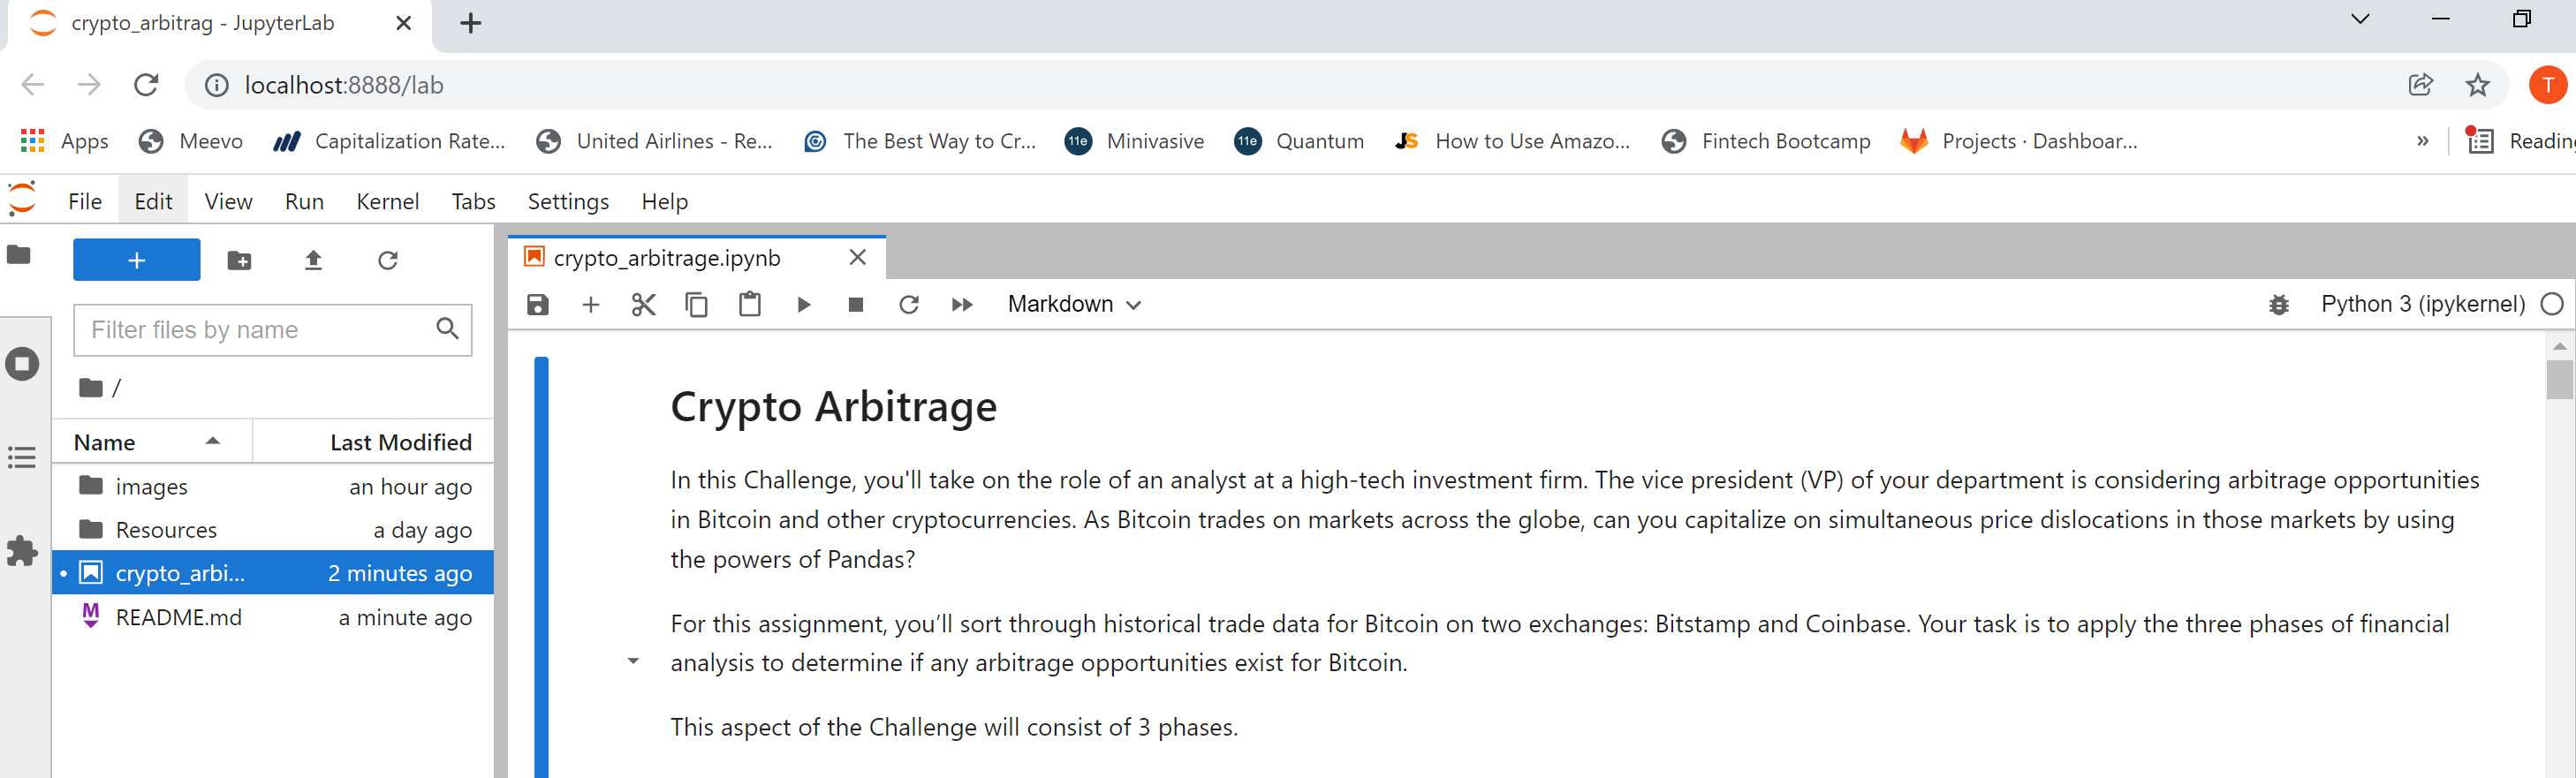 crypto_arbitrag - JupyterLab
localhost:8888/lab
T
Apps Meevo Capitalization Rate... United Airlines - Re... The Best Way to Cr... 11e Minivasive 11e Quantum JS How to Use Amazo... Fintech Bootcamp Projects · Dashboar... » Reading
File Edit View Run Kernel Tabs Settings Help
crypto_arbitrage.ipynb
Markdown
Python 3 (ipykernel)
Filter files by name
/
Name Last Modified
images an hour ago
Resources a day ago
crypto_arbi... 2 minutes ago
README.md a minute ago
Crypto Arbitrage
In this Challenge, you'll take on the role of an analyst at a high-tech investment firm. The vice president (VP) of your department is considering arbitrage opportunities
in Bitcoin and other cryptocurrencies. As Bitcoin trades on markets across the globe, can you capitalize on simultaneous price dislocations in those markets by using
the powers of Pandas?
For this assignment, you’ll sort through historical trade data for Bitcoin on two exchanges: Bitstamp and Coinbase. Your task is to apply the three phases of financial
analysis to determine if any arbitrage opportunities exist for Bitcoin.
This aspect of the Challenge will consist of 3 phases.